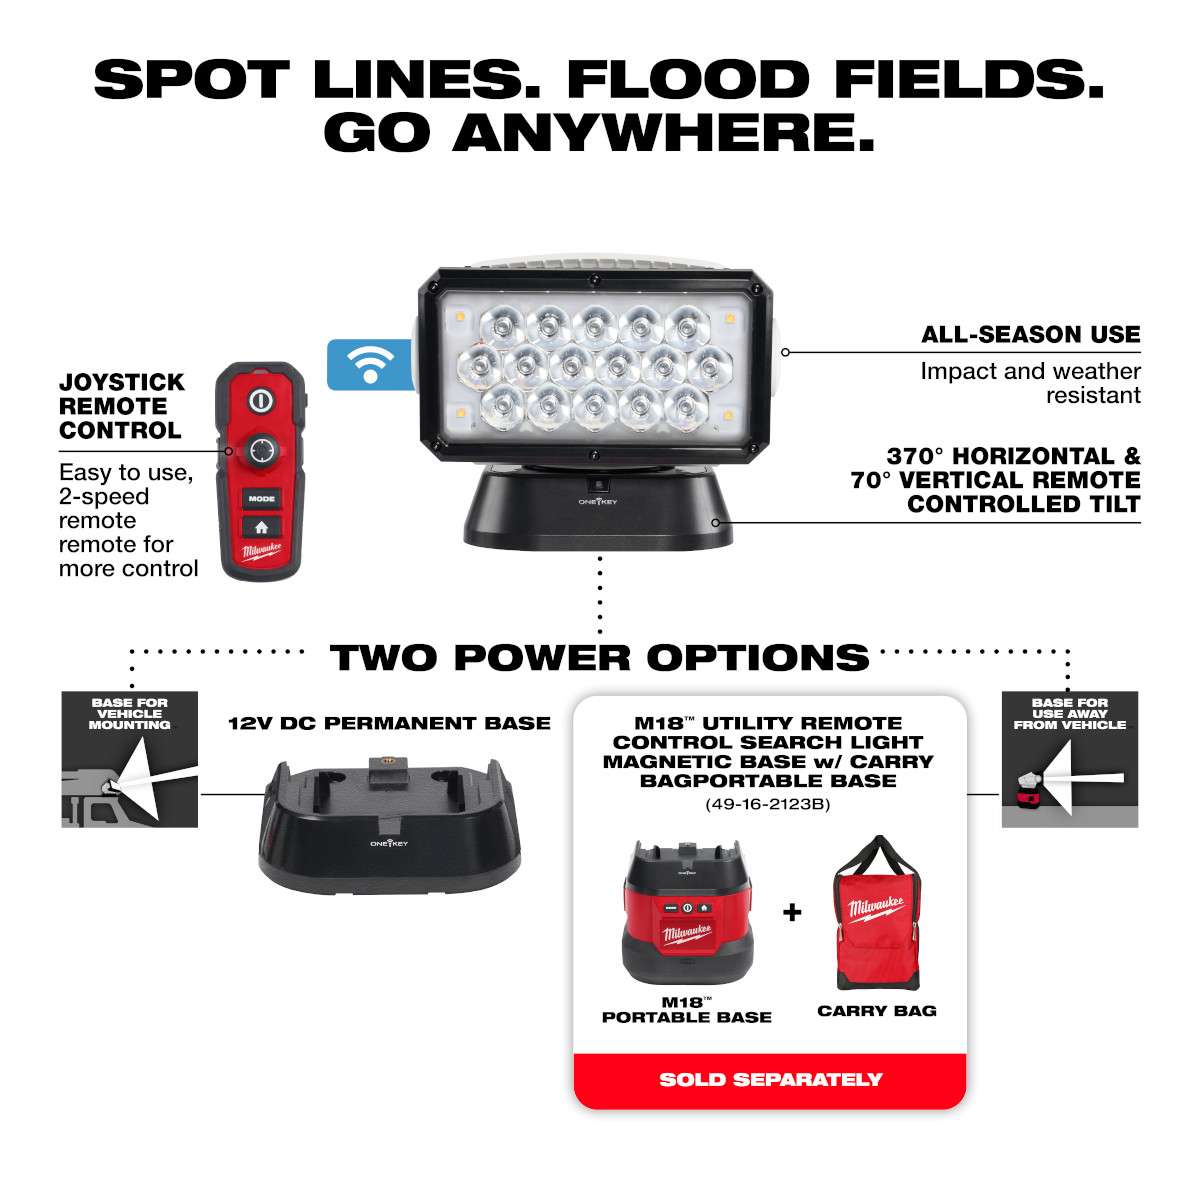 SPOT LINES. FLOOD FIELDS.
GO ANYWHERE.
JOYSTICK
REMOTE
CONTROL
Easy to use,
2-speed
remote
remote for
more control
MODE
Milwaukee
ONE KEY
ALL-SEASON USE
Impact and weather
resistant
370° HORIZONTAL &
70° VERTICAL REMOTE
CONTROLLED TILT
TWO POWER OPTIONS
BASE FOR
VEHICLE
MOUNTING
12V DC PERMANENT BASE
ONE KEY
M18™ UTILITY REMOTE
CONTROL SEARCH LIGHT
MAGNETIC BASE w/ CARRY
BAGPORTABLE BASE
(49-16-2123B)
ONE KEY
MODE
Milwaukee
M18™
PORTABLE BASE
+
Milwaukee
CARRY BAG
SOLD SEPARATELY
BASE FOR
USE AWAY
FROM VEHICLE